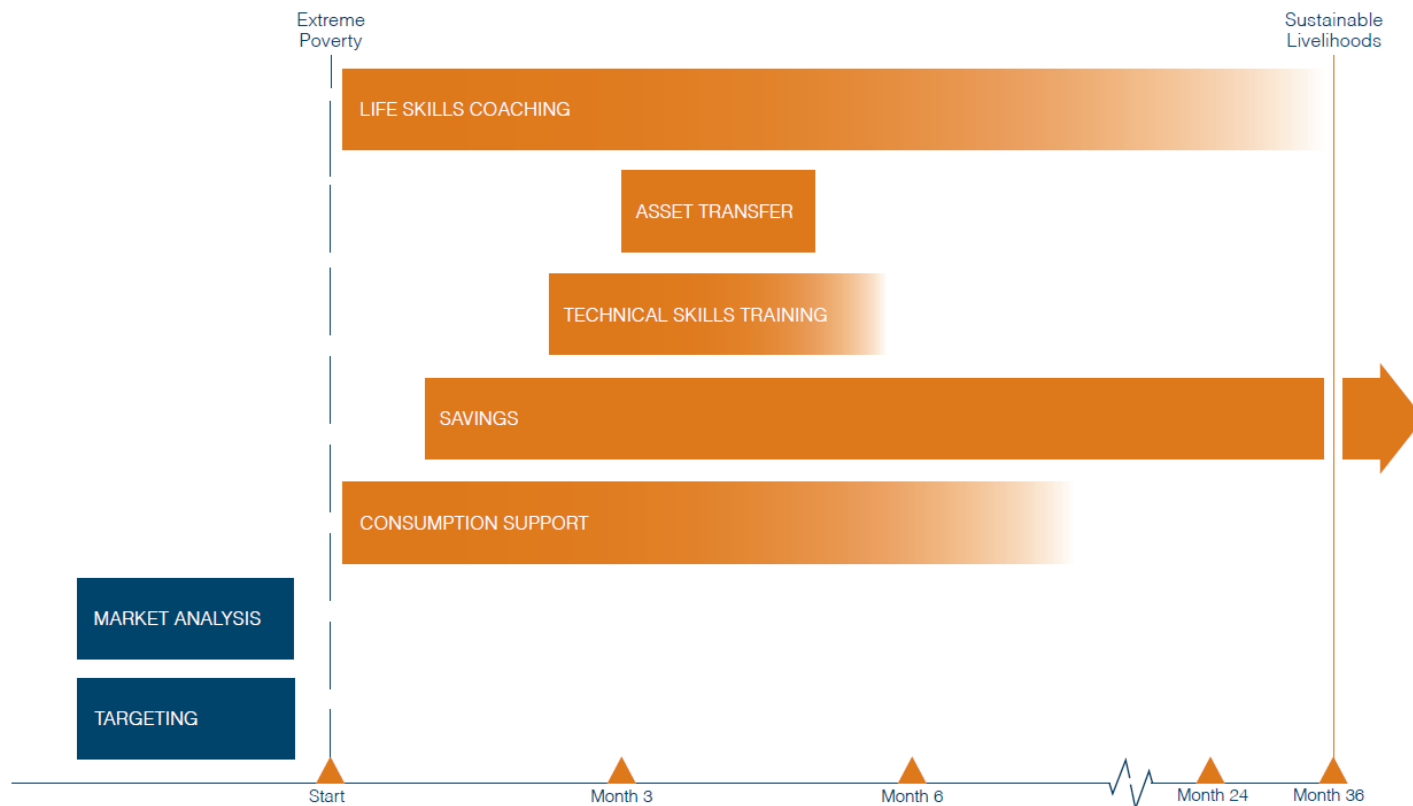 Extreme
Poverty
Sustainable
Livelihoods
LIFE SKILLS COACHING
ASSET TRANSFER
TECHNICAL SKILLS TRAINING
SAVINGS
CONSUMPTION SUPPORT
MARKET ANALYSIS
TARGETING
Start
Month 3
Month 6
Month 24
Month 36